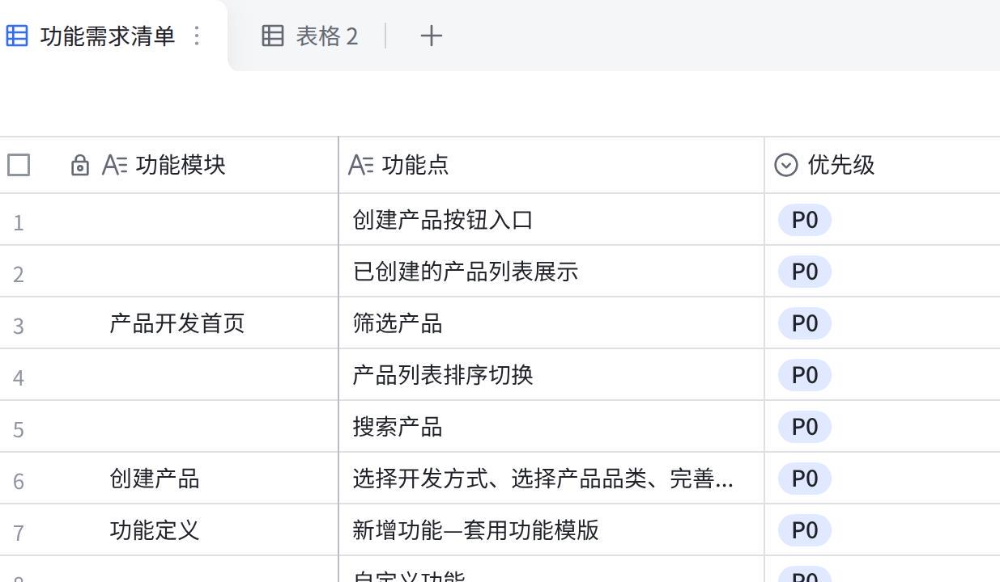 功能需求清单 表格 2
功能模块 功能点 优先级
1 创建产品按钮入口 P0
2 已创建的产品列表展示 P0
3 产品开发首页 筛选产品 P0
4 产品列表排序切换 P0
5 搜索产品 P0
6 创建产品 选择开发方式、选择产品品类、完善... P0
7 功能定义 新增功能—套用功能模版 P0
8 自定义功能 P0